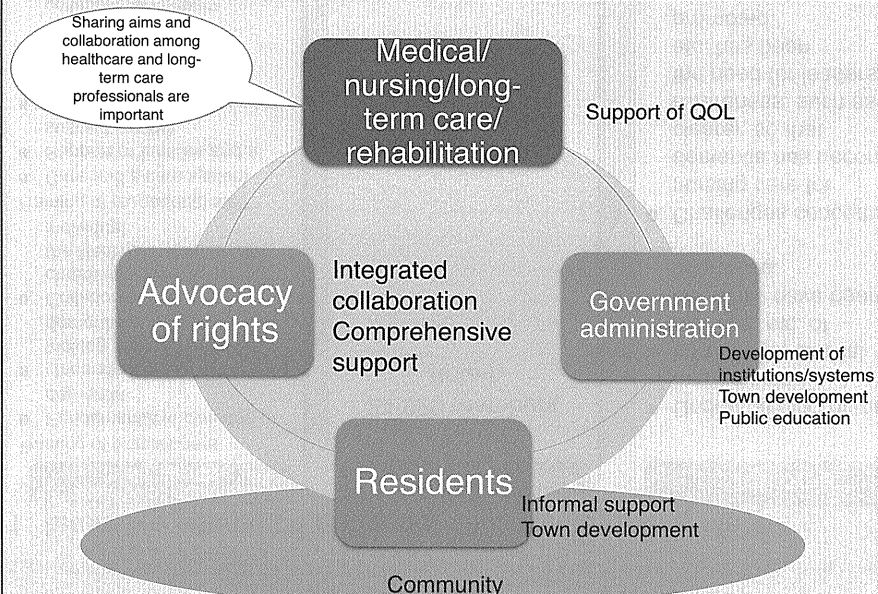 Sharing aims and
collaboration among
healthcare and long-
term care
professionals are
important
Medical/
nursing/long-
term care/
rehabilitation
Support of QOL
Advocacy
of rights
Integrated
collaboration
Comprehensive
support
Government
administration
Development of
institutions/systems
Town development
Public education
Residents
Informal support
Town development
Community